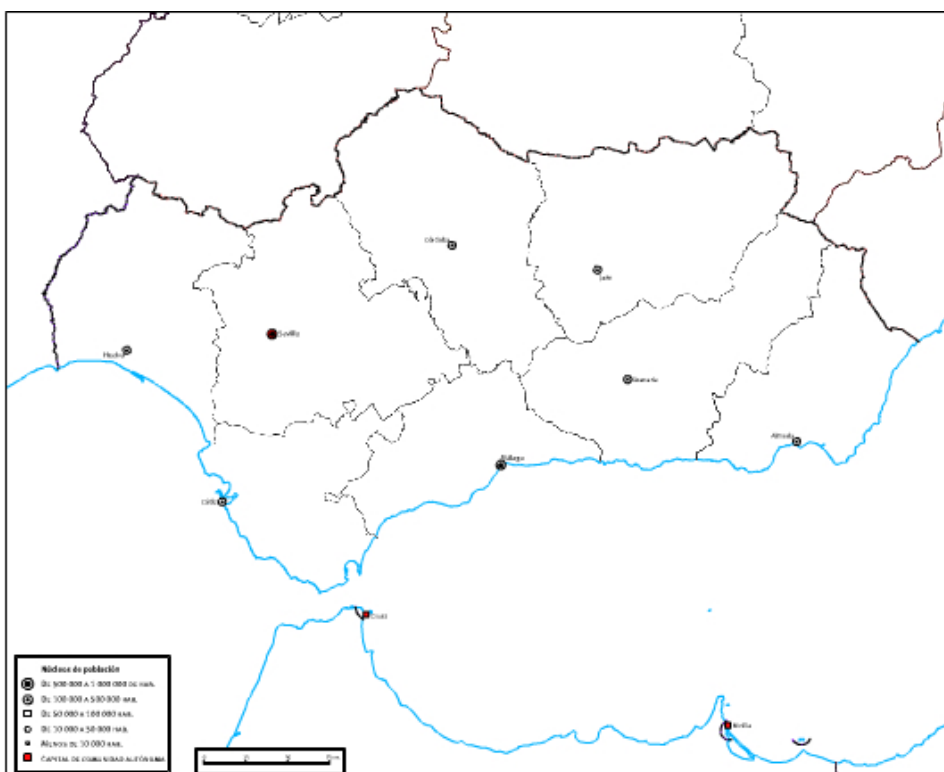 Córdoba
Jaén
Sevilla
Huelva
Granada
Almería
Málaga
Cádiz
Ceuta
Melilla
Núcleos de población
DE 500 000 A 1 000 000 DE HAB.
DE 100 000 A 500 000 HAB.
DE 50 000 A 100 000 HAB.
DE 10 000 A 50 000 HAB.
MENOS DE 10 000 HAB.
CAPITAL DE COMUNIDAD AUTÓNOMA